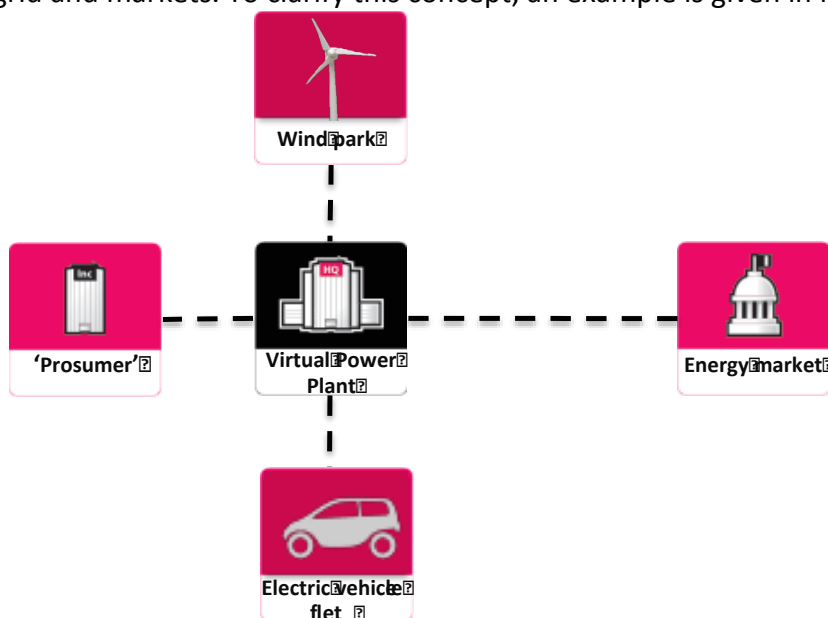 grid and markets. To clarify this concept, an example is given in
Wind⍰park⍰
Inc
HQ
‘Prosumer’⍰
Virtual⍰Power⍰
Plant⍰
Energy⍰market⍰
Electric⍰vehicle⍰
flet ⍰